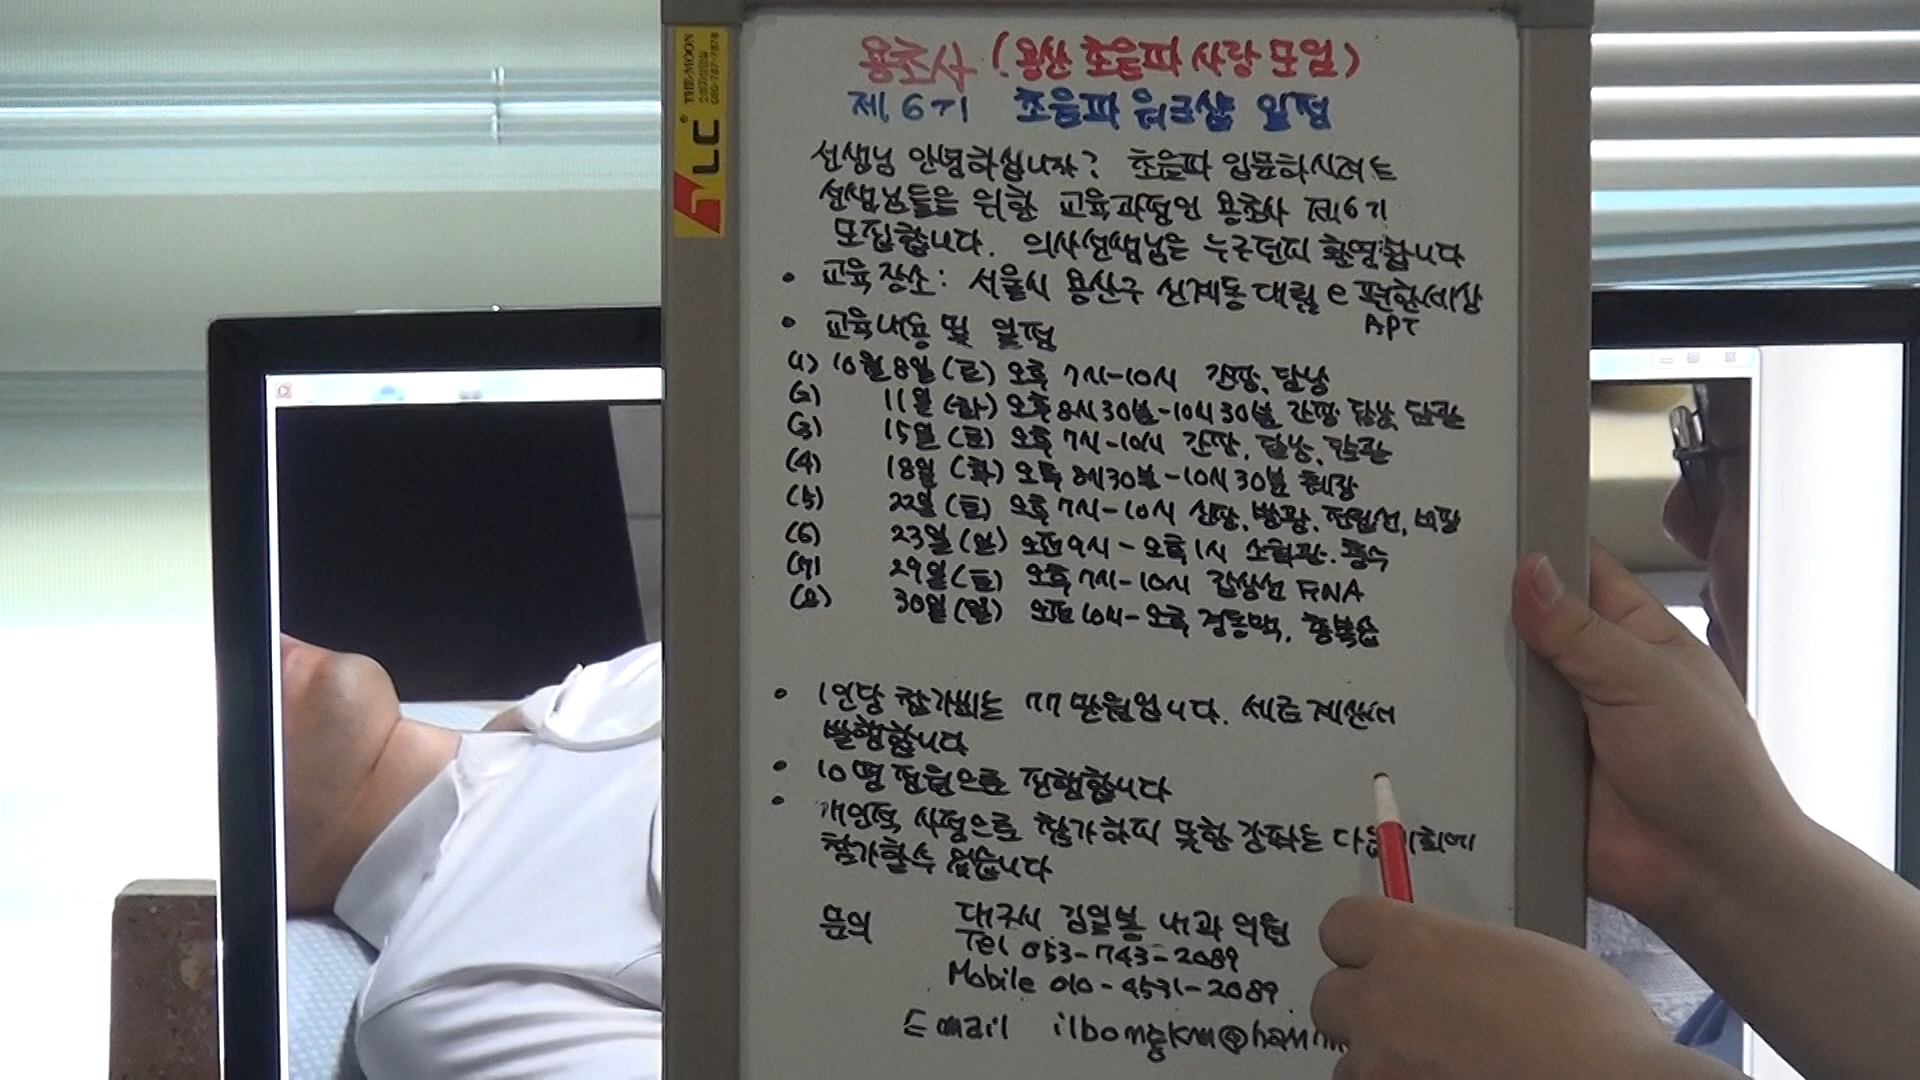 THE MOON
080-787-7878
LC
용초사 (용산 초음파 사랑 모임)
제 6기 초음파 워크샵 일정
선생님 안녕하십니까? 초음파 입문하시려는
선생님들을 위한 교육과정인 용초사 제6기
모집합니다. 의사선생님은 누구던지 환영합니다
• 교육장소: 서울시 용산구 신계동 대림 e 편한세상
APT
• 교육내용 및 일정
(1) 10월 8일 (토) 오후 7시-10시 간장, 담낭
(2) 11일 (화) 오후 8시 30분-10시 30분 간장 담낭 담관
(3) 15일 (토) 오후 7시-10시 간장, 담낭, 담관
(4) 18일 (화) 오후 8시30분-10시 30분 췌장
(5) 22일 (토) 오후 7시-10시 신장, 방광, 전립선, 비장
(6) 23일 (일) 오전 9시-오후 1시 소화관. 충수
(7) 29일 (토) 오후 7시-10시 갑상선 FNA
(8) 30일 (일) 오전 10시-오후 경동맥, 총복습
• 1인당 참가비는 77만원입니다. 세금계산서
발행합니다
• 10명 정원으로 진행합니다
• 개인적 사정으로 참가하지 못한 강좌는 다음 기회에
참가할수 없습니다
문의 대구시 김일봉 내과 의원
Tel 053-743-2089
Mobile 010-4531-2089
Email